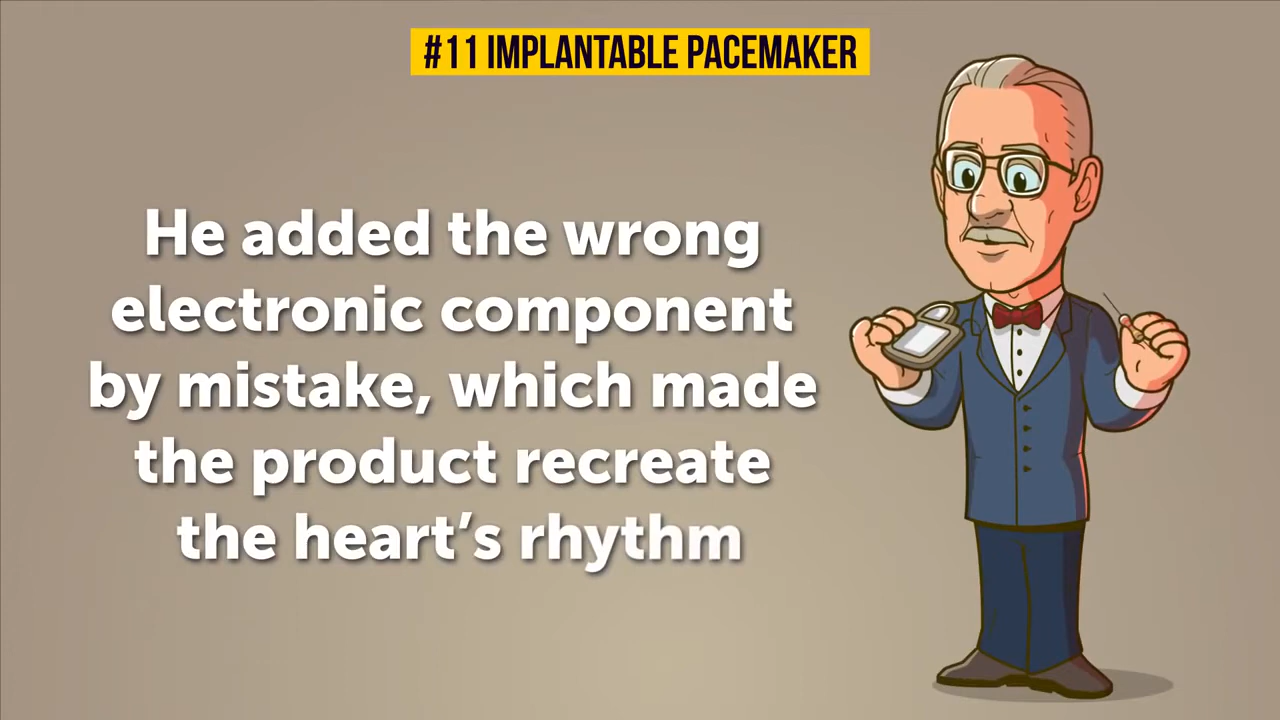 #11 IMPLANTABLE PACEMAKER
He added the wrong
electronic component
by mistake, which made
the product recreate
the heart’s rhythm